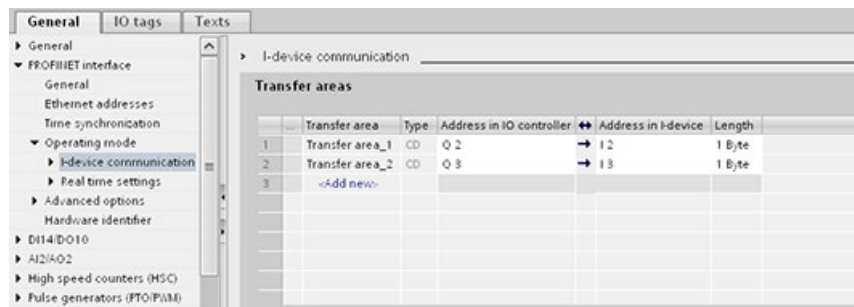 General IO tags Texts
General
PROFINET interface
General
Ethernet addresses
Time synchronization
Operating mode
I-device communication
Real time settings
Advanced options
Hardware identifier
DI14/DO10
AI2/AO2
High speed counters (HSC)
Pulse generators (PTO/PWM)
I-device communication
Transfer areas
... Transfer area Type Address in IO controller ↔ Address in I-device Length
1 Transfer area_1 CD Q 2 → I 2 1 Byte
2 Transfer area_2 CD Q 3 → I 3 1 Byte
3 <Add new>